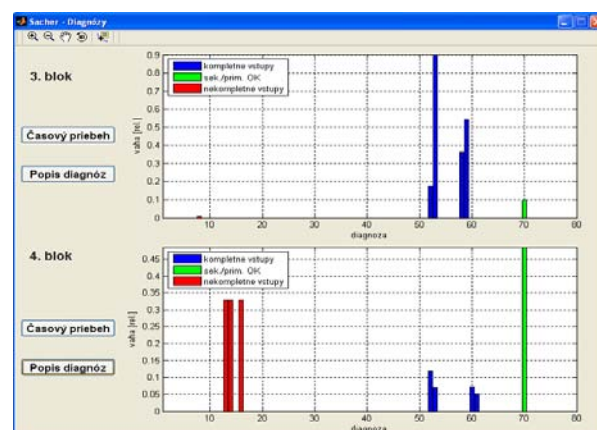 Sacher - Diagnózy
3. blok
Časový priebeh
Popis diagnóz
kompletne vstupy
sek./prim. OK
nekompletne vstupy
vaha [rel.]
0.9
0.8
0.7
0.6
0.5
0.4
0.3
0.2
0.1
0
10 20 30 40 50 60 70 80
diagnoza
4. blok
Časový priebeh
Popis diagnóz
kompletne vstupy
sek./prim. OK
nekompletne vstupy
vaha [rel.]
0.45
0.4
0.35
0.3
0.25
0.2
0.15
0.1
0.05
0
10 20 30 40 50 60 70 80
diagnoza